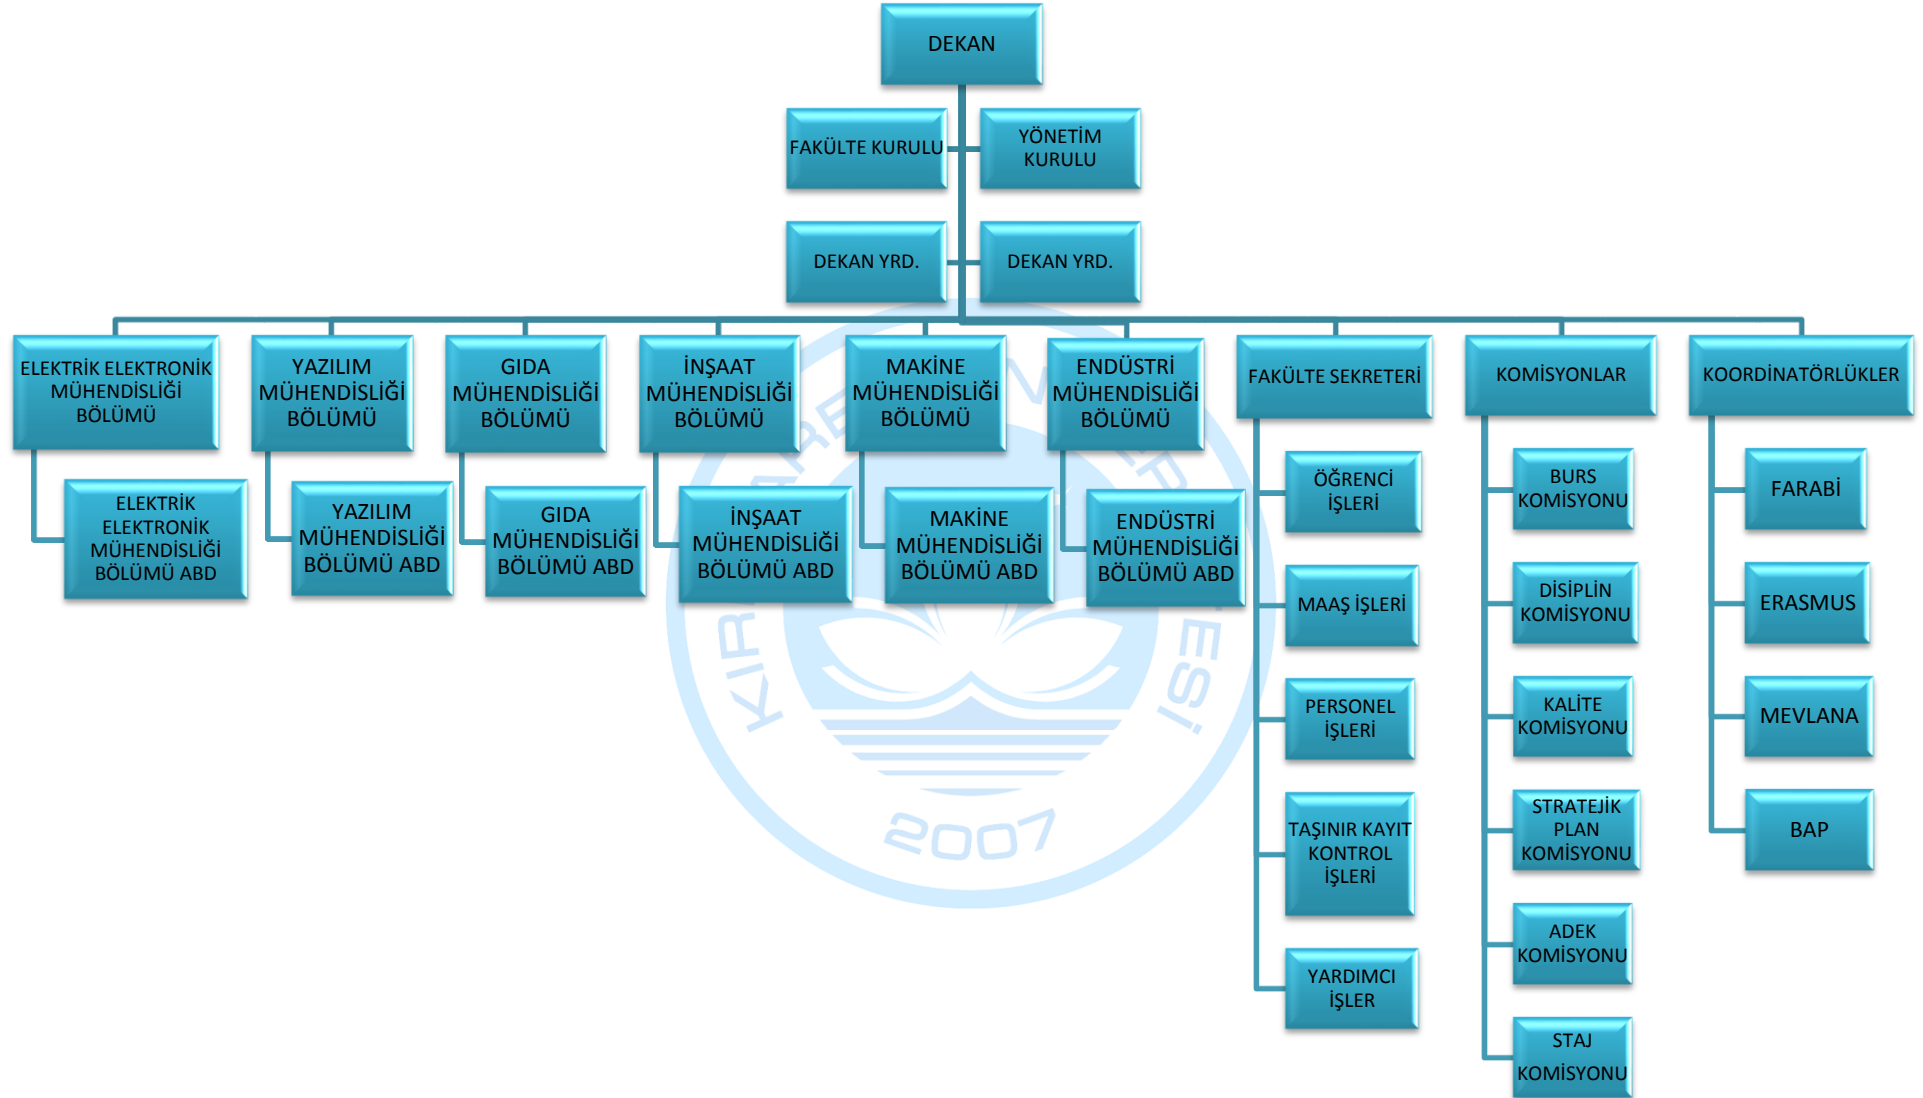 DEKAN
FAKÜLTE KURULU
YÖNETİM
KURULU
DEKAN YRD.
DEKAN YRD.
ELEKTRİK ELEKTRONİK
MÜHENDİSLİĞİ
BÖLÜMÜ
YAZILIM
MÜHENDİSLİĞİ
BÖLÜMÜ
GIDA
MÜHENDİSLİĞİ
BÖLÜMÜ
İNŞAAT
MÜHENDİSLİĞİ
BÖLÜMÜ
MAKİNE
MÜHENDİSLİĞİ
BÖLÜMÜ
ENDÜSTRİ
MÜHENDİSLİĞİ
BÖLÜMÜ
FAKÜLTE SEKRETERİ
KOMİSYONLAR
KOORDİNATÖRLÜKLER
ELEKTRİK
ELEKTRONİK
MÜHENDİSLİĞİ
BÖLÜMÜ ABD
YAZILIM
MÜHENDİSLİĞİ
BÖLÜMÜ ABD
GIDA
MÜHENDİSLİĞİ
BÖLÜMÜ ABD
İNŞAAT
MÜHENDİSLİĞİ
BÖLÜMÜ ABD
MAKİNE
MÜHENDİSLİĞİ
BÖLÜMÜ ABD
ENDÜSTRİ
MÜHENDİSLİĞİ
BÖLÜMÜ ABD
ÖĞRENCİ
İŞLERİ
MAAŞ İŞLERİ
PERSONEL
İŞLERİ
TAŞINIR KAYIT
KONTROL
İŞLERİ
YARDIMCI
İŞLER
BURS
KOMİSYONU
DİSİPLİN
KOMİSYONU
KALİTE
KOMİSYONU
STRATEJİK
PLAN
KOMİSYONU
ADEK
KOMİSYONU
STAJ
KOMİSYONU
FARABİ
ERASMUS
MEVLANA
BAP
2007